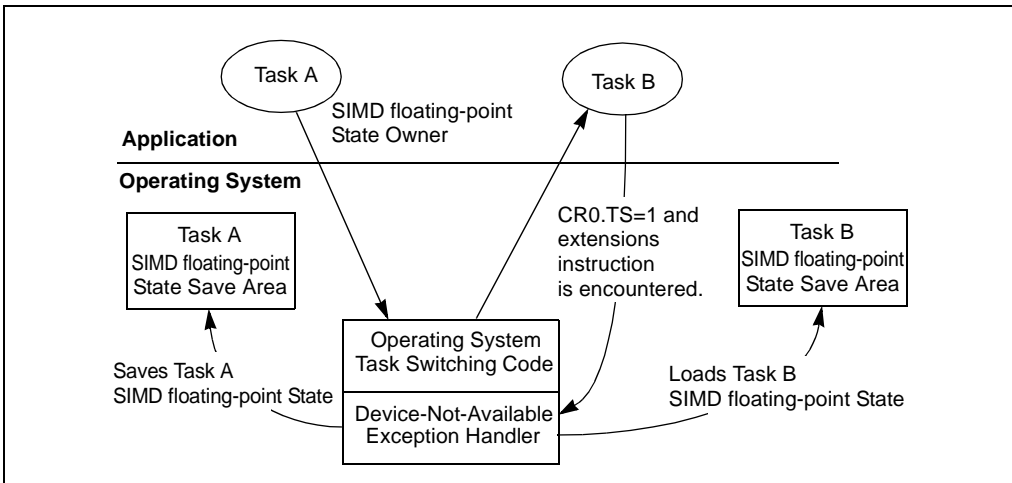 Task A
Task B
SIMD floating-point
State Owner
Application
Operating System
Task A
SIMD floating-point
State Save Area
CR0.TS=1 and
extensions
instruction
is encountered.
Task B
SIMD floating-point
State Save Area
Operating System
Task Switching Code
Saves Task A
SIMD floating-point State
Loads Task B
SIMD floating-point State
Device-Not-Available
Exception Handler